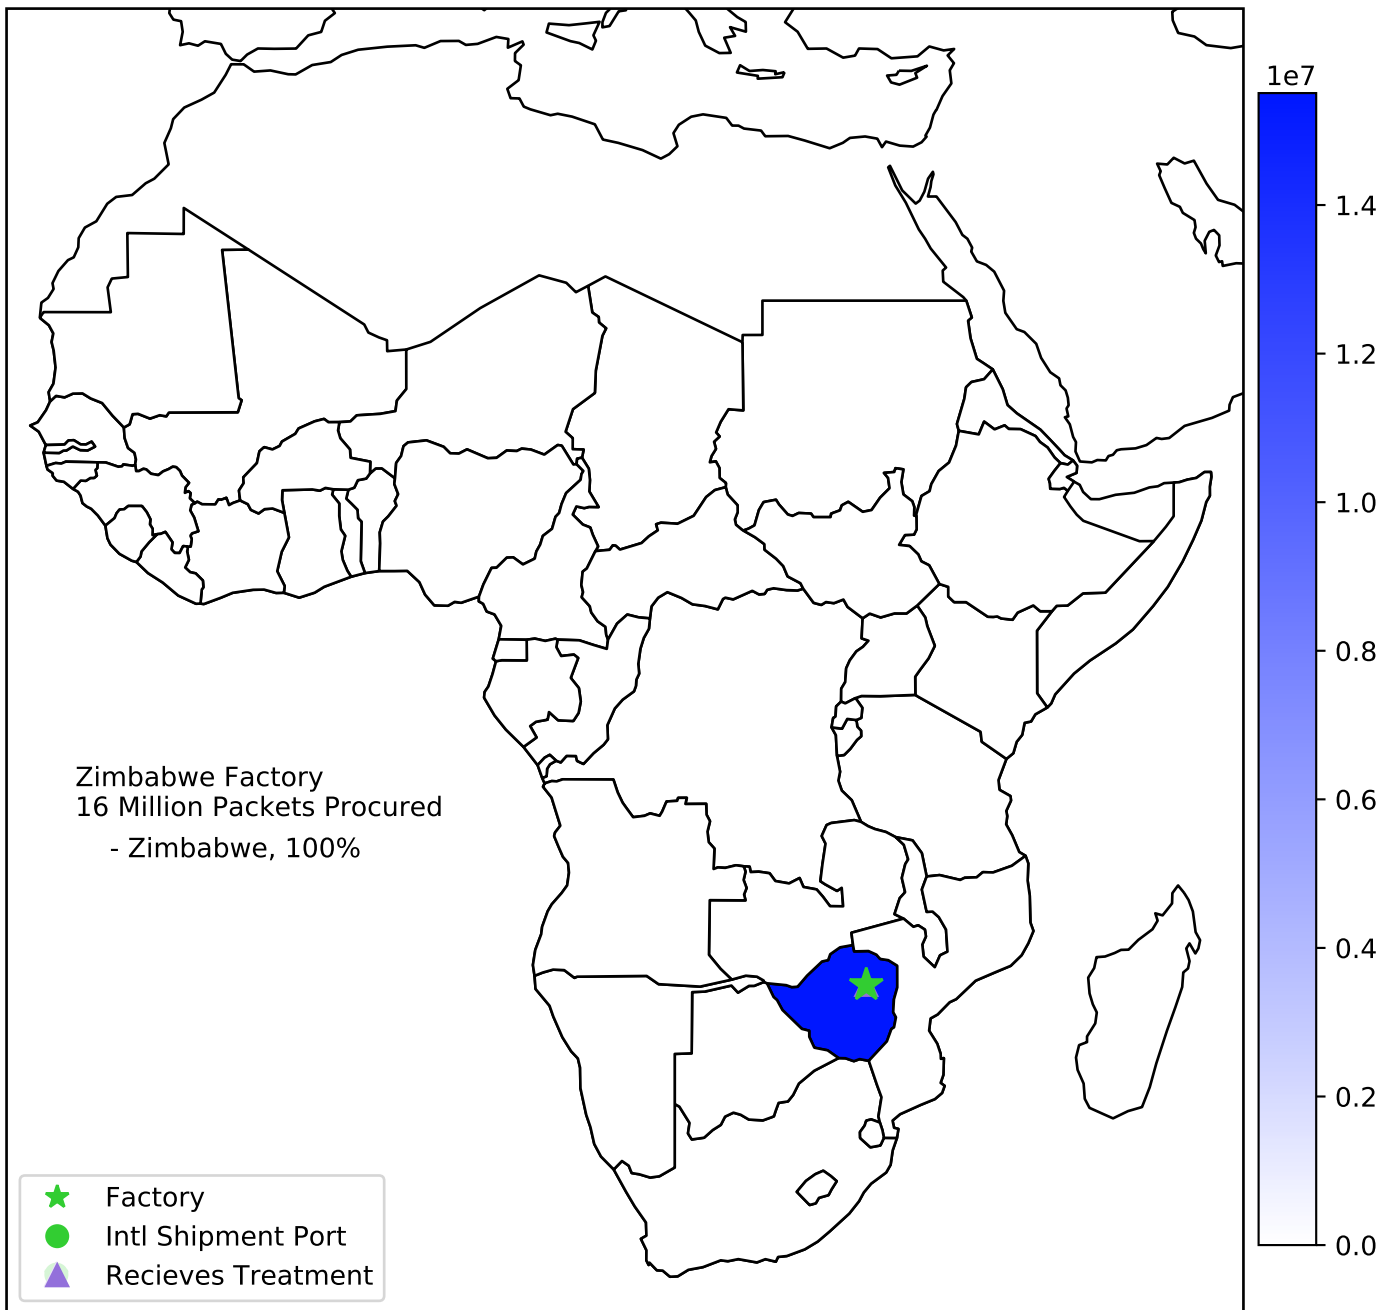 1e7
1.4
1.2
1.0
0.8
0.6
0.4
0.2
0.0
Zimbabwe Factory
16 Million Packets Procured
- Zimbabwe, 100%
Factory
Intl Shipment Port
Recieves Treatment